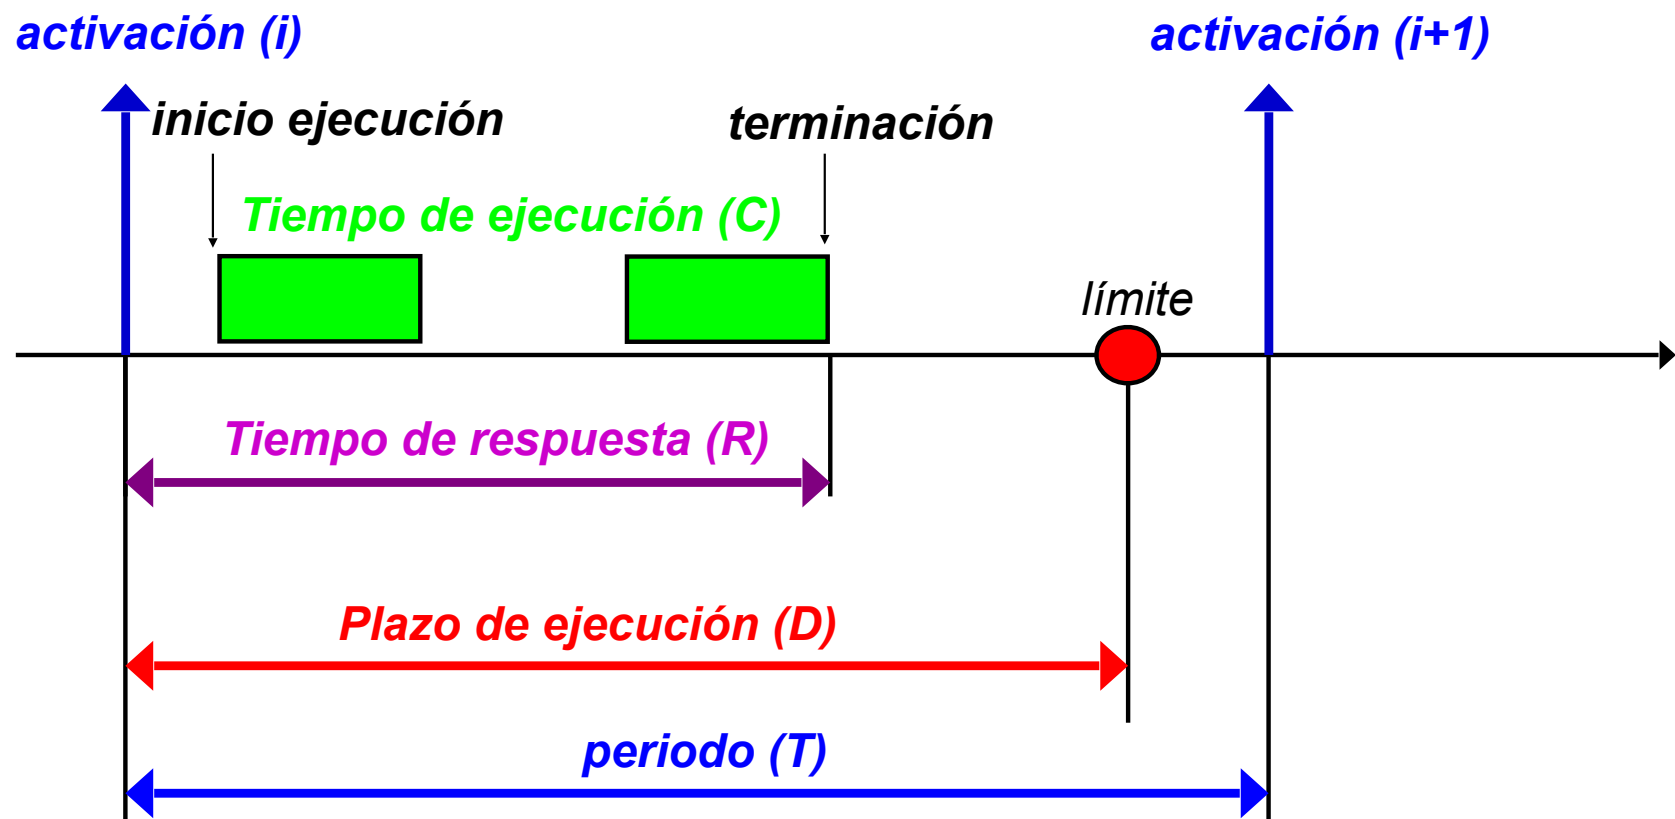 activación (i)
activación (i+1)
inicio ejecución
terminación
Tiempo de ejecución (C)
límite
Tiempo de respuesta (R)
Plazo de ejecución (D)
periodo (T)